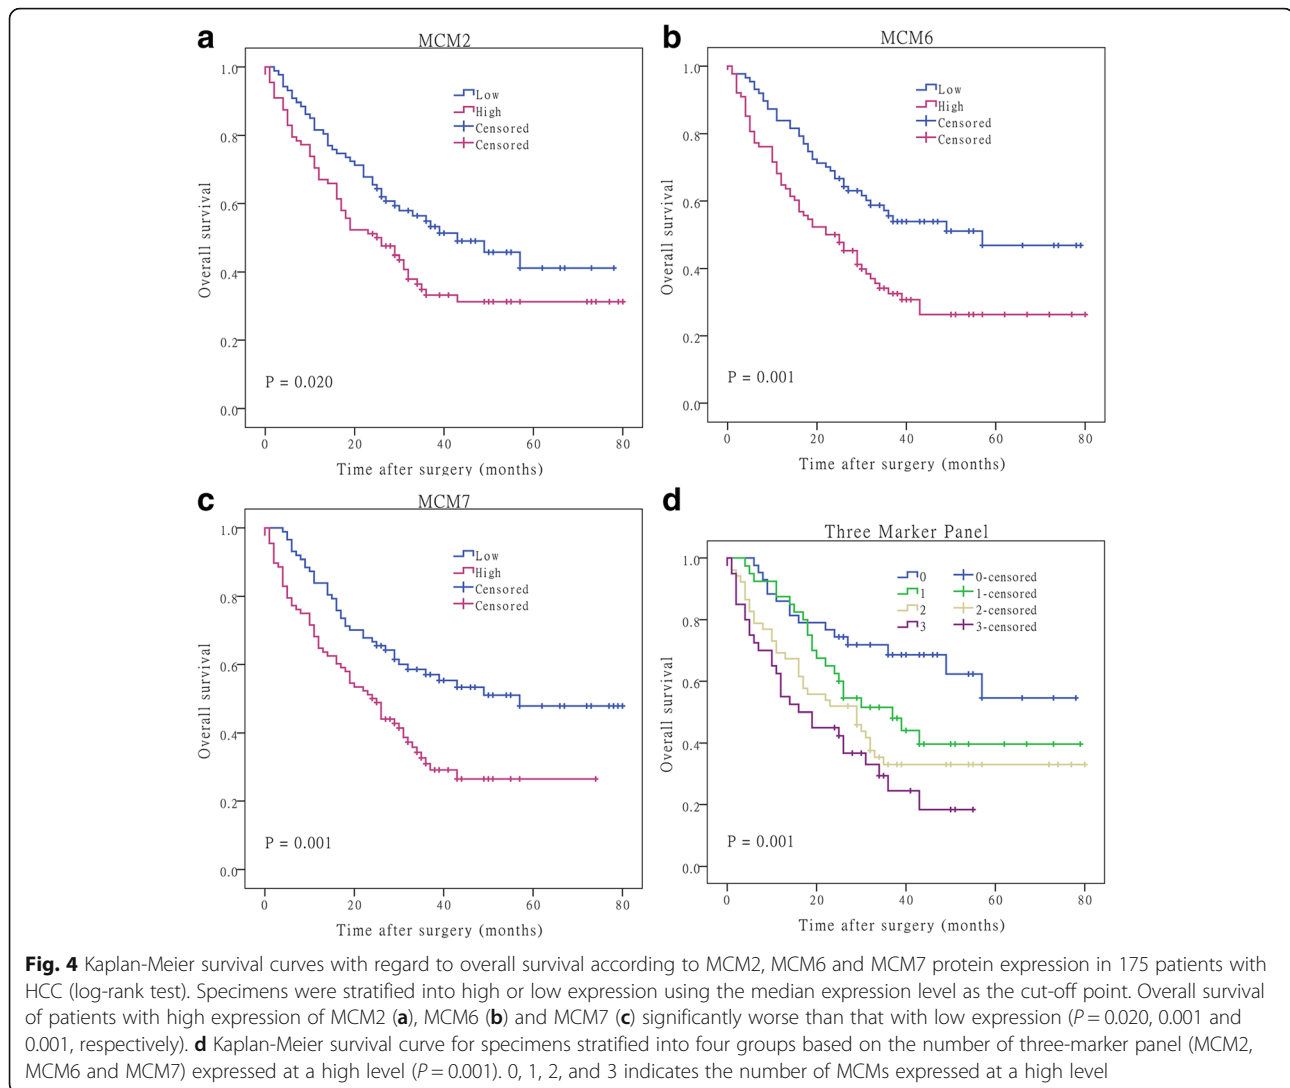 a
MCM2
1.0
0.8
0.6
0.4
0.2
0.0
Overall survival
Low
High
Censored
Censored
P = 0.020
0 20 40 60 80
Time after surgery (months)
b
MCM6
1.0
0.8
0.6
0.4
0.2
0.0
Overall survival
Low
High
Censored
Censored
P = 0.001
0 20 40 60 80
Time after surgery (months)
c
MCM7
1.0
0.8
0.6
0.4
0.2
0.0
Overall survival
Low
High
Censored
Censored
P = 0.001
0 20 40 60 80
Time after surgery (months)
d
Three Marker Panel
1.0
0.8
0.6
0.4
0.2
0.0
Overall survival
0 0-censored
1 1-censored
2 2-censored
3 3-censored
P = 0.001
0 20 40 60 80
Time after surgery (months)
Fig. 4 Kaplan-Meier survival curves with regard to overall survival according to MCM2, MCM6 and MCM7 protein expression in 175 patients with
HCC (log-rank test). Specimens were stratified into high or low expression using the median expression level as the cut-off point. Overall survival
of patients with high expression of MCM2 (a), MCM6 (b) and MCM7 (c) significantly worse than that with low expression (P = 0.020, 0.001 and
0.001, respectively). d Kaplan-Meier survival curve for specimens stratified into four groups based on the number of three-marker panel (MCM2,
MCM6 and MCM7) expressed at a high level (P = 0.001). 0, 1, 2, and 3 indicates the number of MCMs expressed at a high level